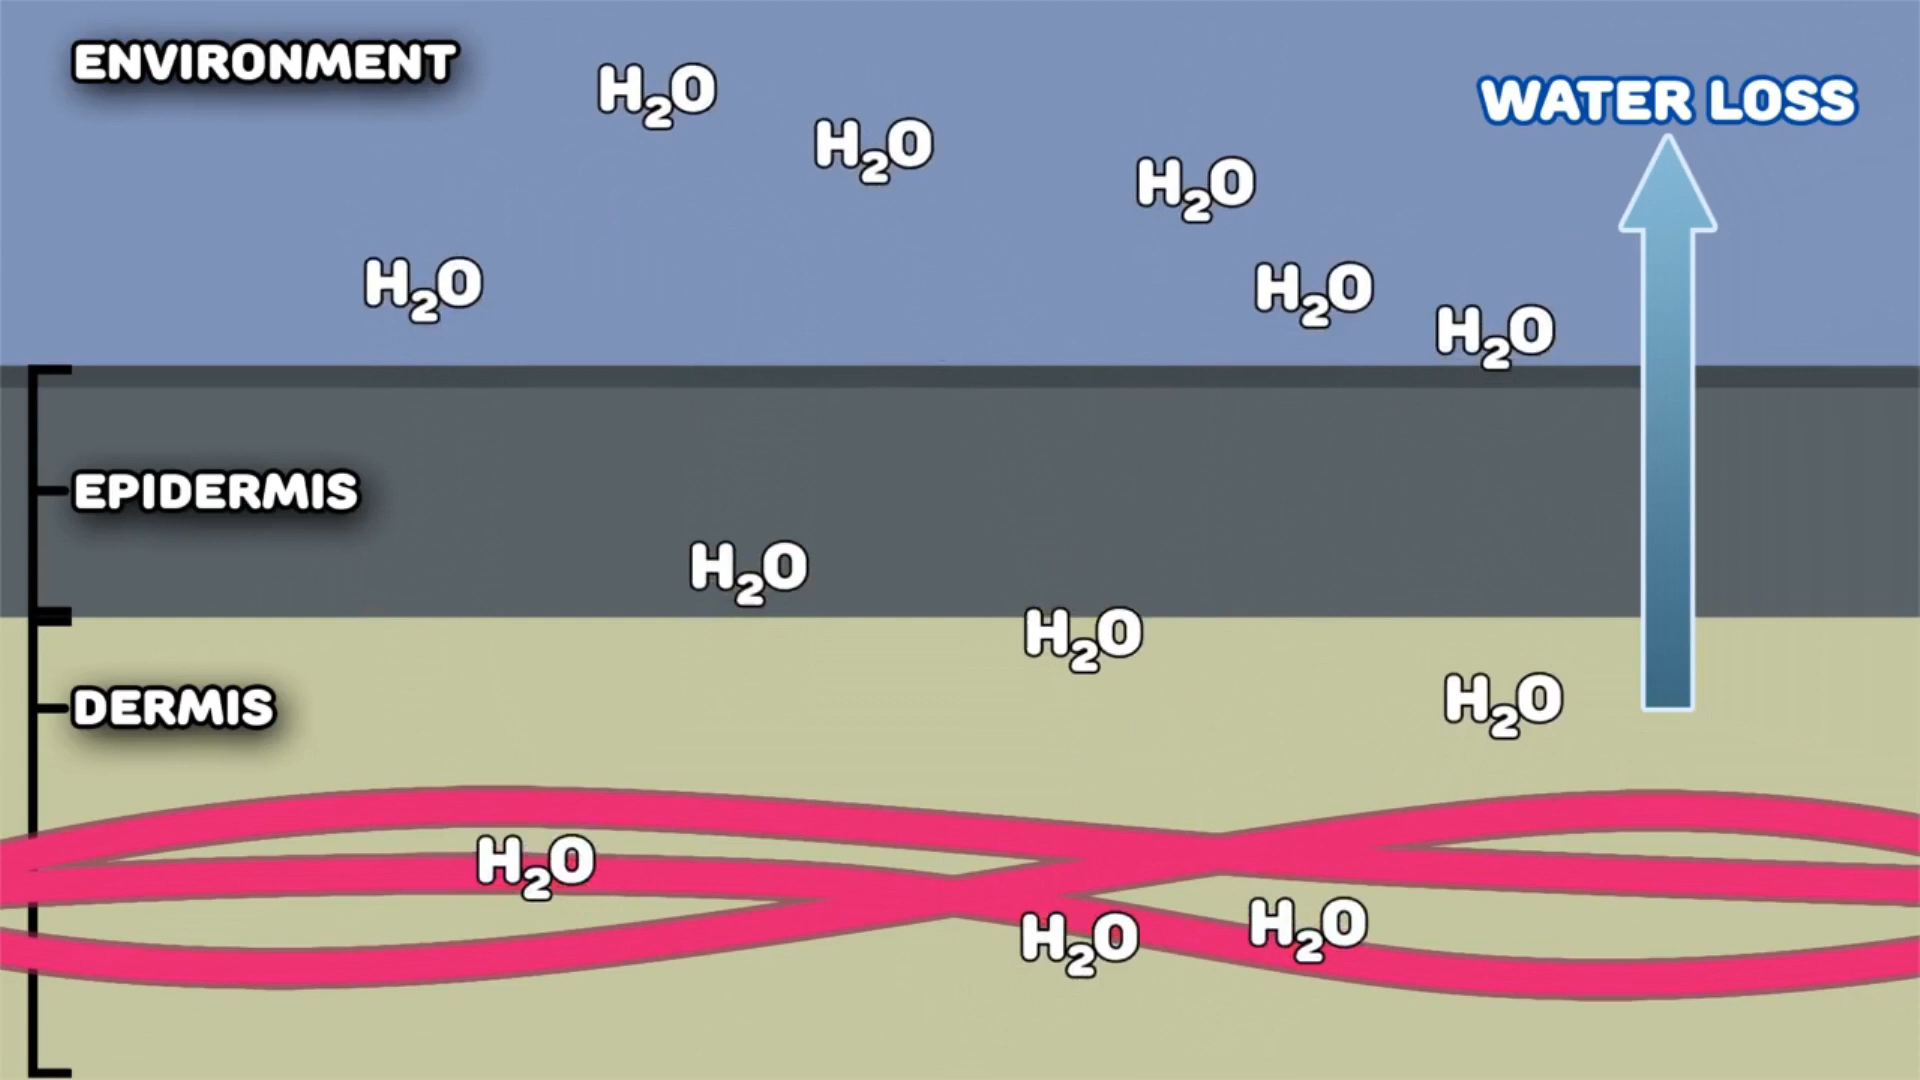 ENVIRONMENT
H₂O
WATER LOSS
H₂O
H₂O
H₂O
H₂O
H₂O
EPIDERMIS
H₂O
H₂O
H₂O
DERMIS
H₂O
H₂O
H₂O